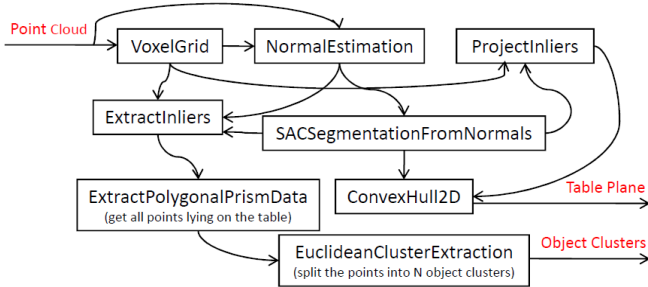 Point Cloud
VoxelGrid
NormalEstimation
ProjectInliers
ExtractInliers
SACSegmentationFromNormals
ExtractPolygonalPrismData
(get all points lying on the table)
ConvexHull2D
Table Plane
EuclideanClusterExtraction
(split the points into N object clusters)
Object Clusters